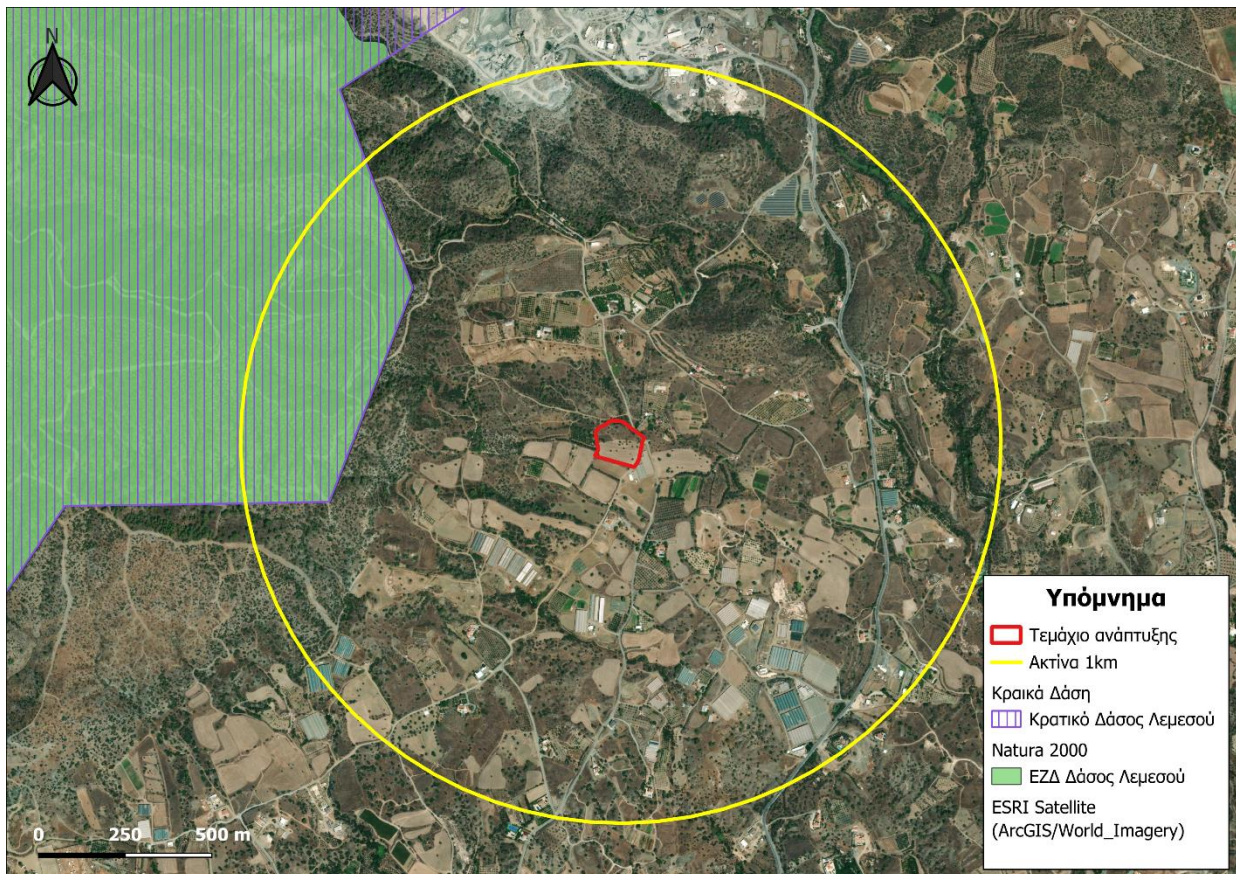 N
Υπόμνημα
Τεμάχιο ανάπτυξης
Ακτίνα 1km
Κραικά Δάση
Κρατικό Δάσος Λεμεσού
Natura 2000
ΕΖΔ Δάσος Λεμεσού
ESRI Satellite
(ArcGIS/World_Imagery)
0 250 500 m